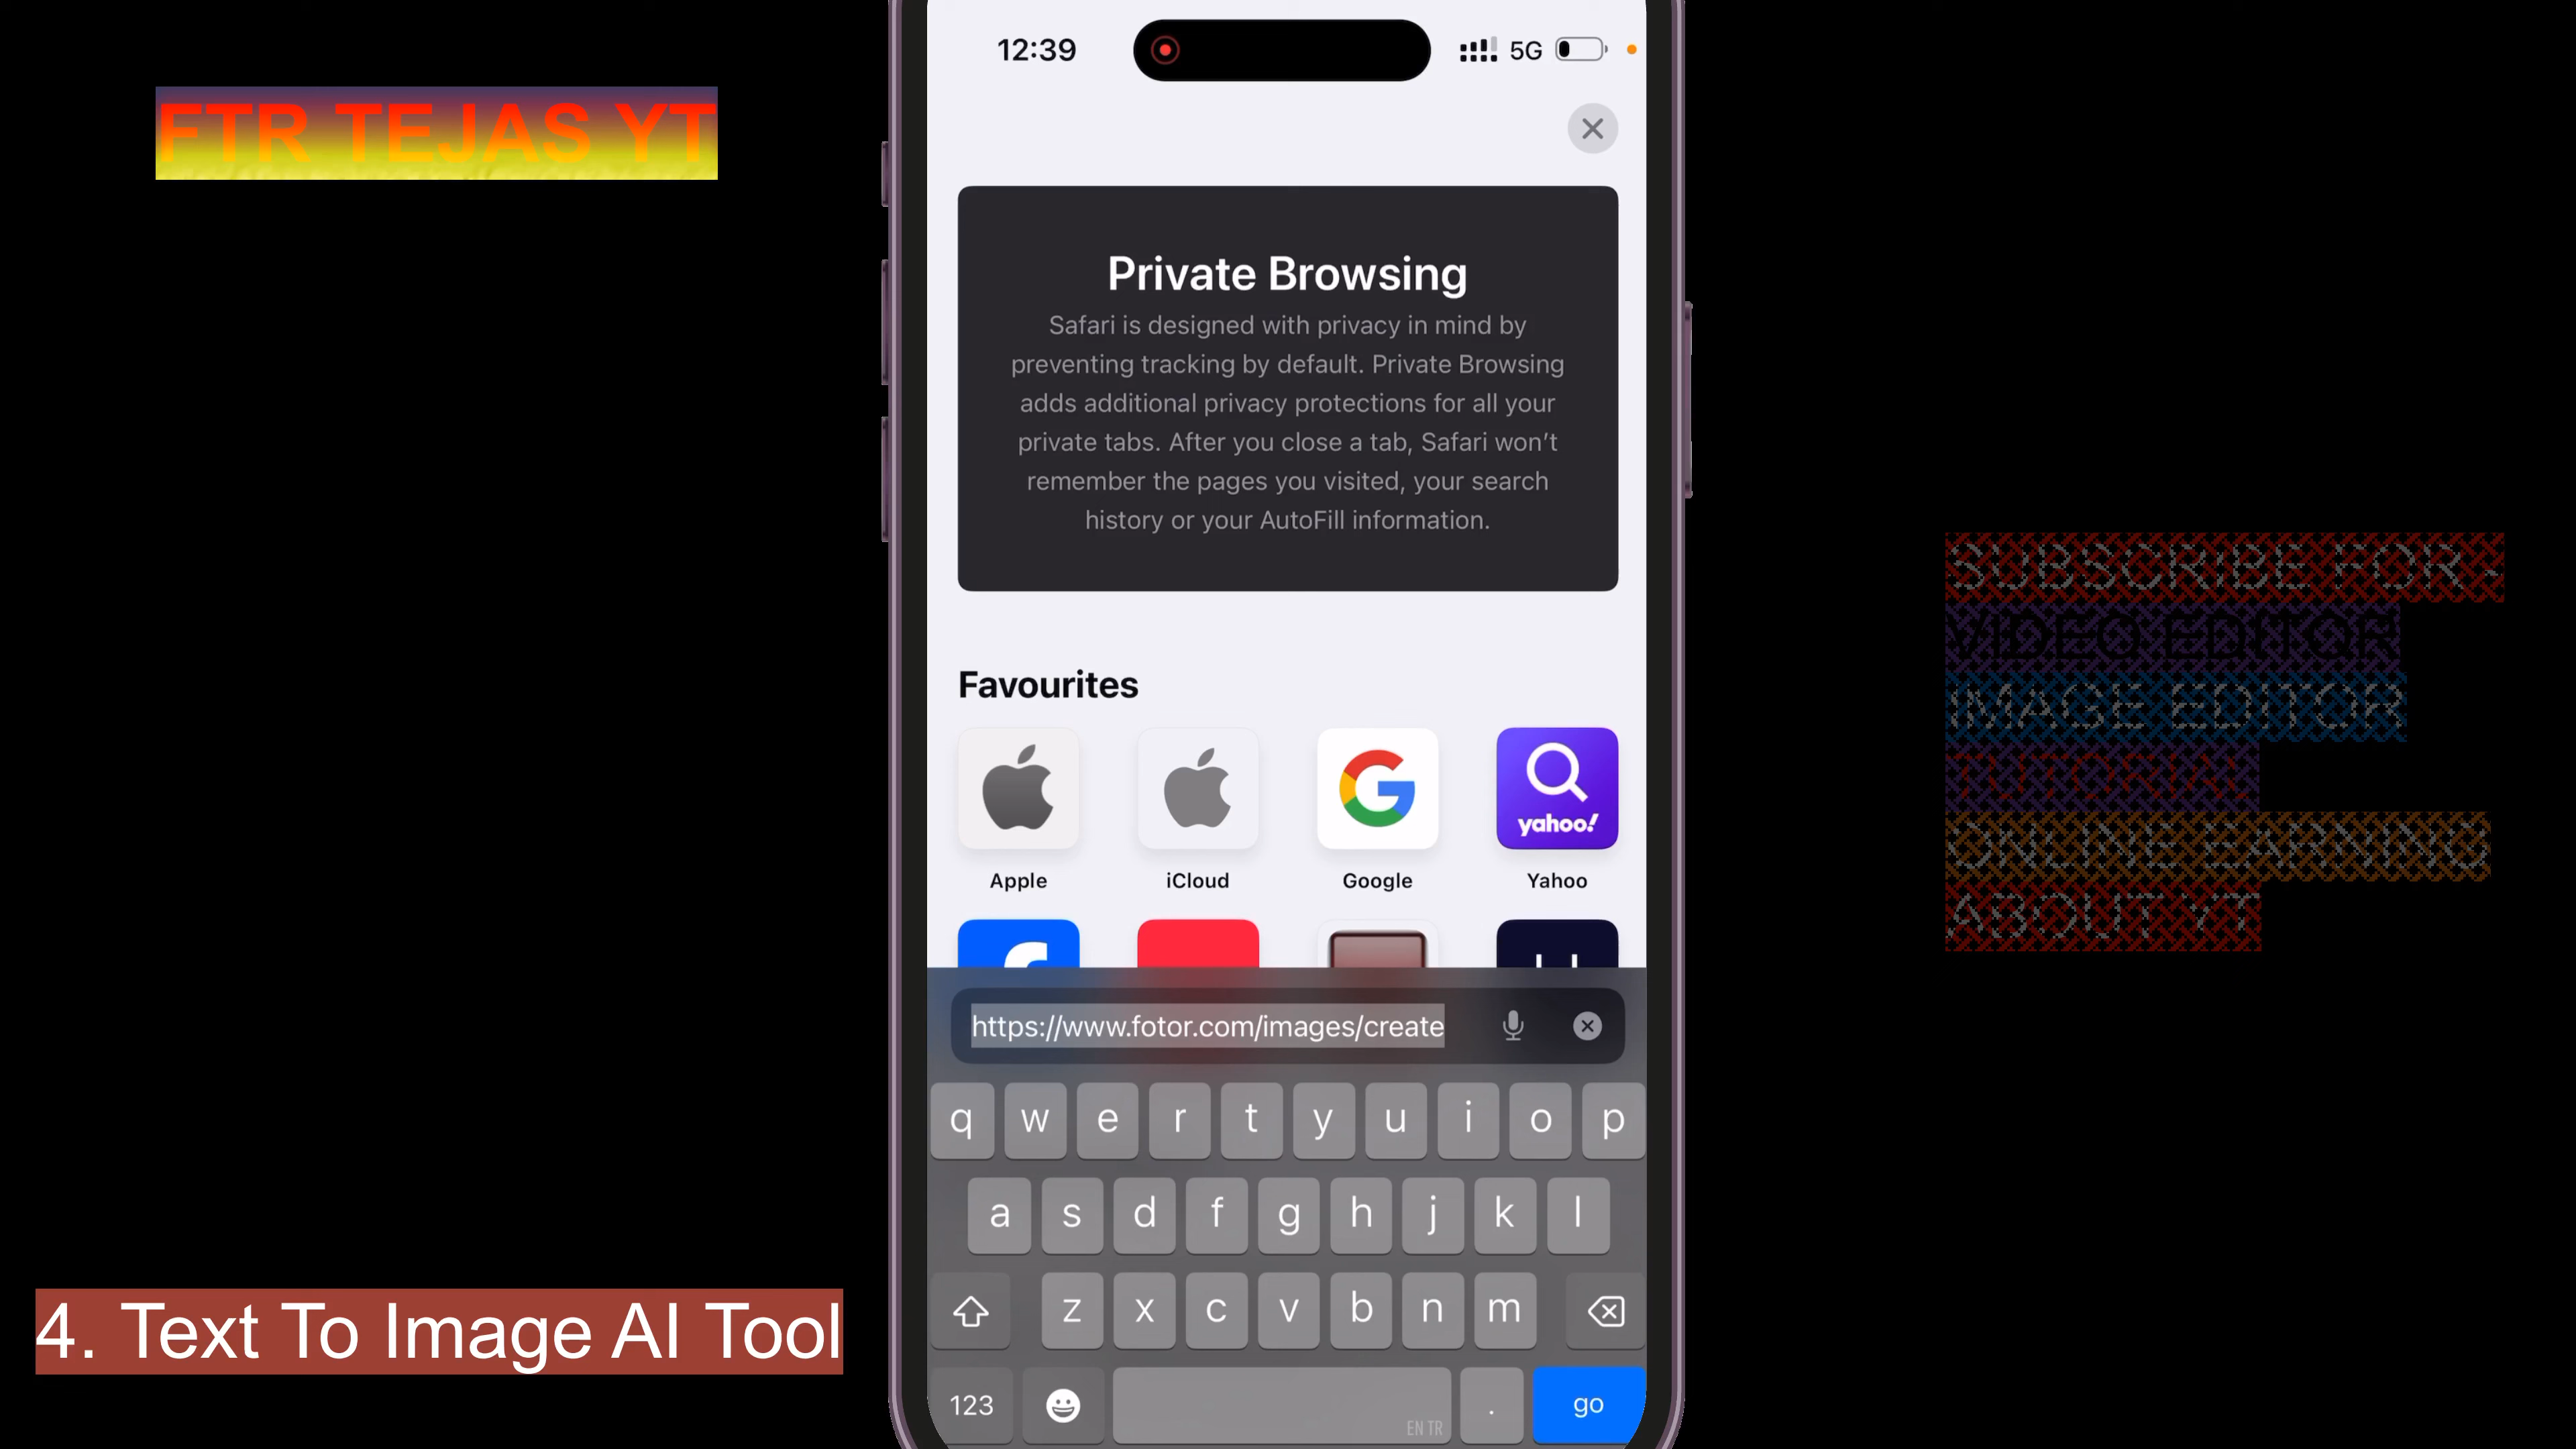 FTR TEJAS YT
12:39
5G
Private Browsing
Safari is designed with privacy in mind by
preventing tracking by default. Private Browsing
adds additional privacy protections for all your
private tabs. After you close a tab, Safari won't
remember the pages you visited, your search
history or your AutoFill information.
Favourites
yahoo!
Apple
iCloud
Google
Yahoo
https://www.fotor.com/images/create
q w e r t y u i o p
a s d f g h j k l
z x c v b n m
123
EN TR
.
go
SUBSCRIBE FOR -
VIDEO EDITOR
IMAGE EDITOR
TUTORIAL
ONLINE EARNING
ABOUT YT
4. Text To Image AI Tool